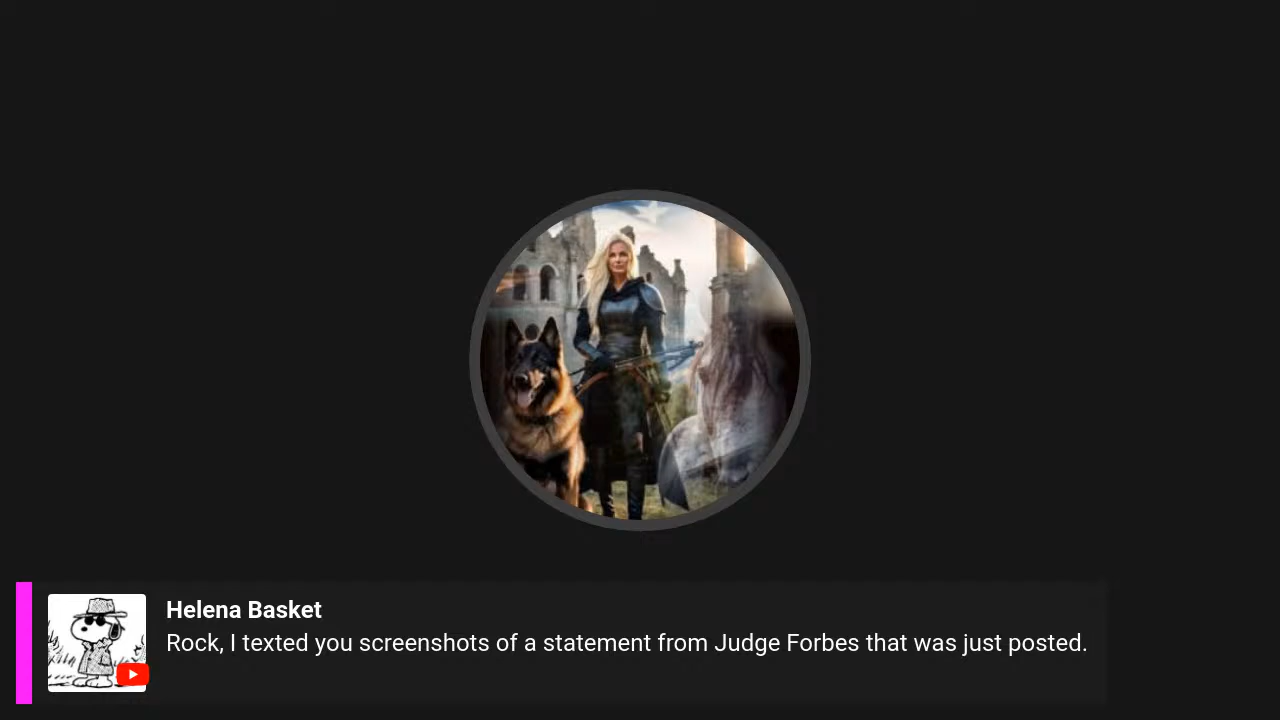 Helena Basket
Rock, I texted you screenshots of a statement from Judge Forbes that was just posted.